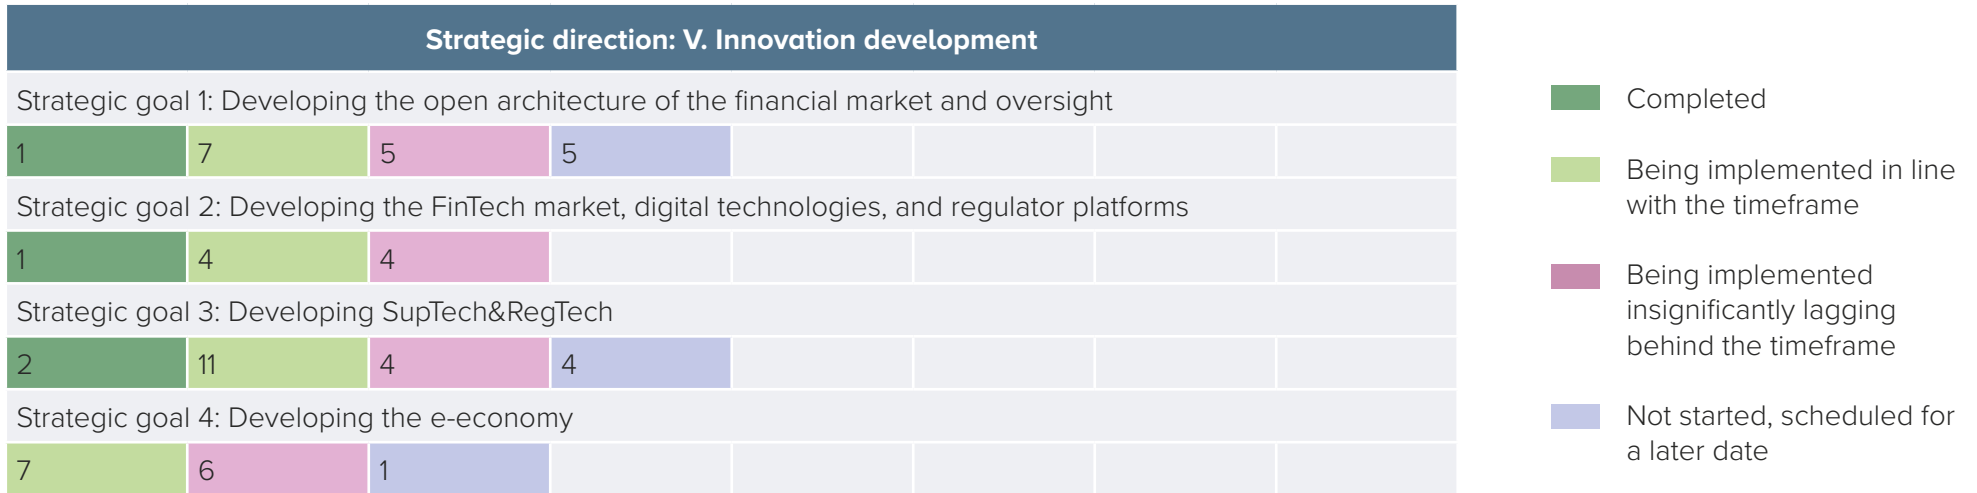 Strategic direction: V. Innovation development
Strategic goal 1: Developing the open architecture of the financial market and oversight
1 7 5 5
Strategic goal 2: Developing the FinTech market, digital technologies, and regulator platforms
1 4 4
Strategic goal 3: Developing SupTech&RegTech
2 11 4 4
Strategic goal 4: Developing the e-economy
7 6 1
Completed
Being implemented in line
with the timeframe
Being implemented
insignificantly lagging
behind the timeframe
Not started, scheduled for
a later date